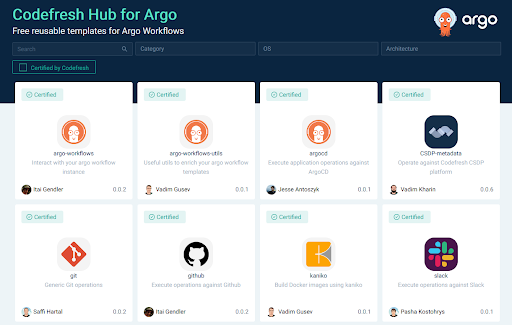 Codefresh Hub for Argo
Free reusable templates for Argo Workflows
argo
Search
Category
OS
Architecture
Certified by Codefresh
Certified
argo-workflows
Interact with your argo workflow
instance.
Itai Gendler
0.0.2
Certified
argo-workflows-utils
Useful utils to enrich your argo workflow
templates
Vadim Gusev
0.0.1
Certified
argocd
Execute application operations against
ArgoCD
Jesse Antoszyk
0.0.1
Certified
CSDP-metadata
Operate against Codefresh CSDP
platform
Vadim Kharin
0.0.6
Certified
git
Generic Git operations
Saffi Hartal
0.0.2
Certified
github
Execute operations against Github
Itai Gendler
0.0.2
Certified
kaniko
Build Docker images using kaniko
Vadim Gusev
0.0.1
Certified
slack
Execute operations against Slack
Pasha Kostohrys
0.0.1